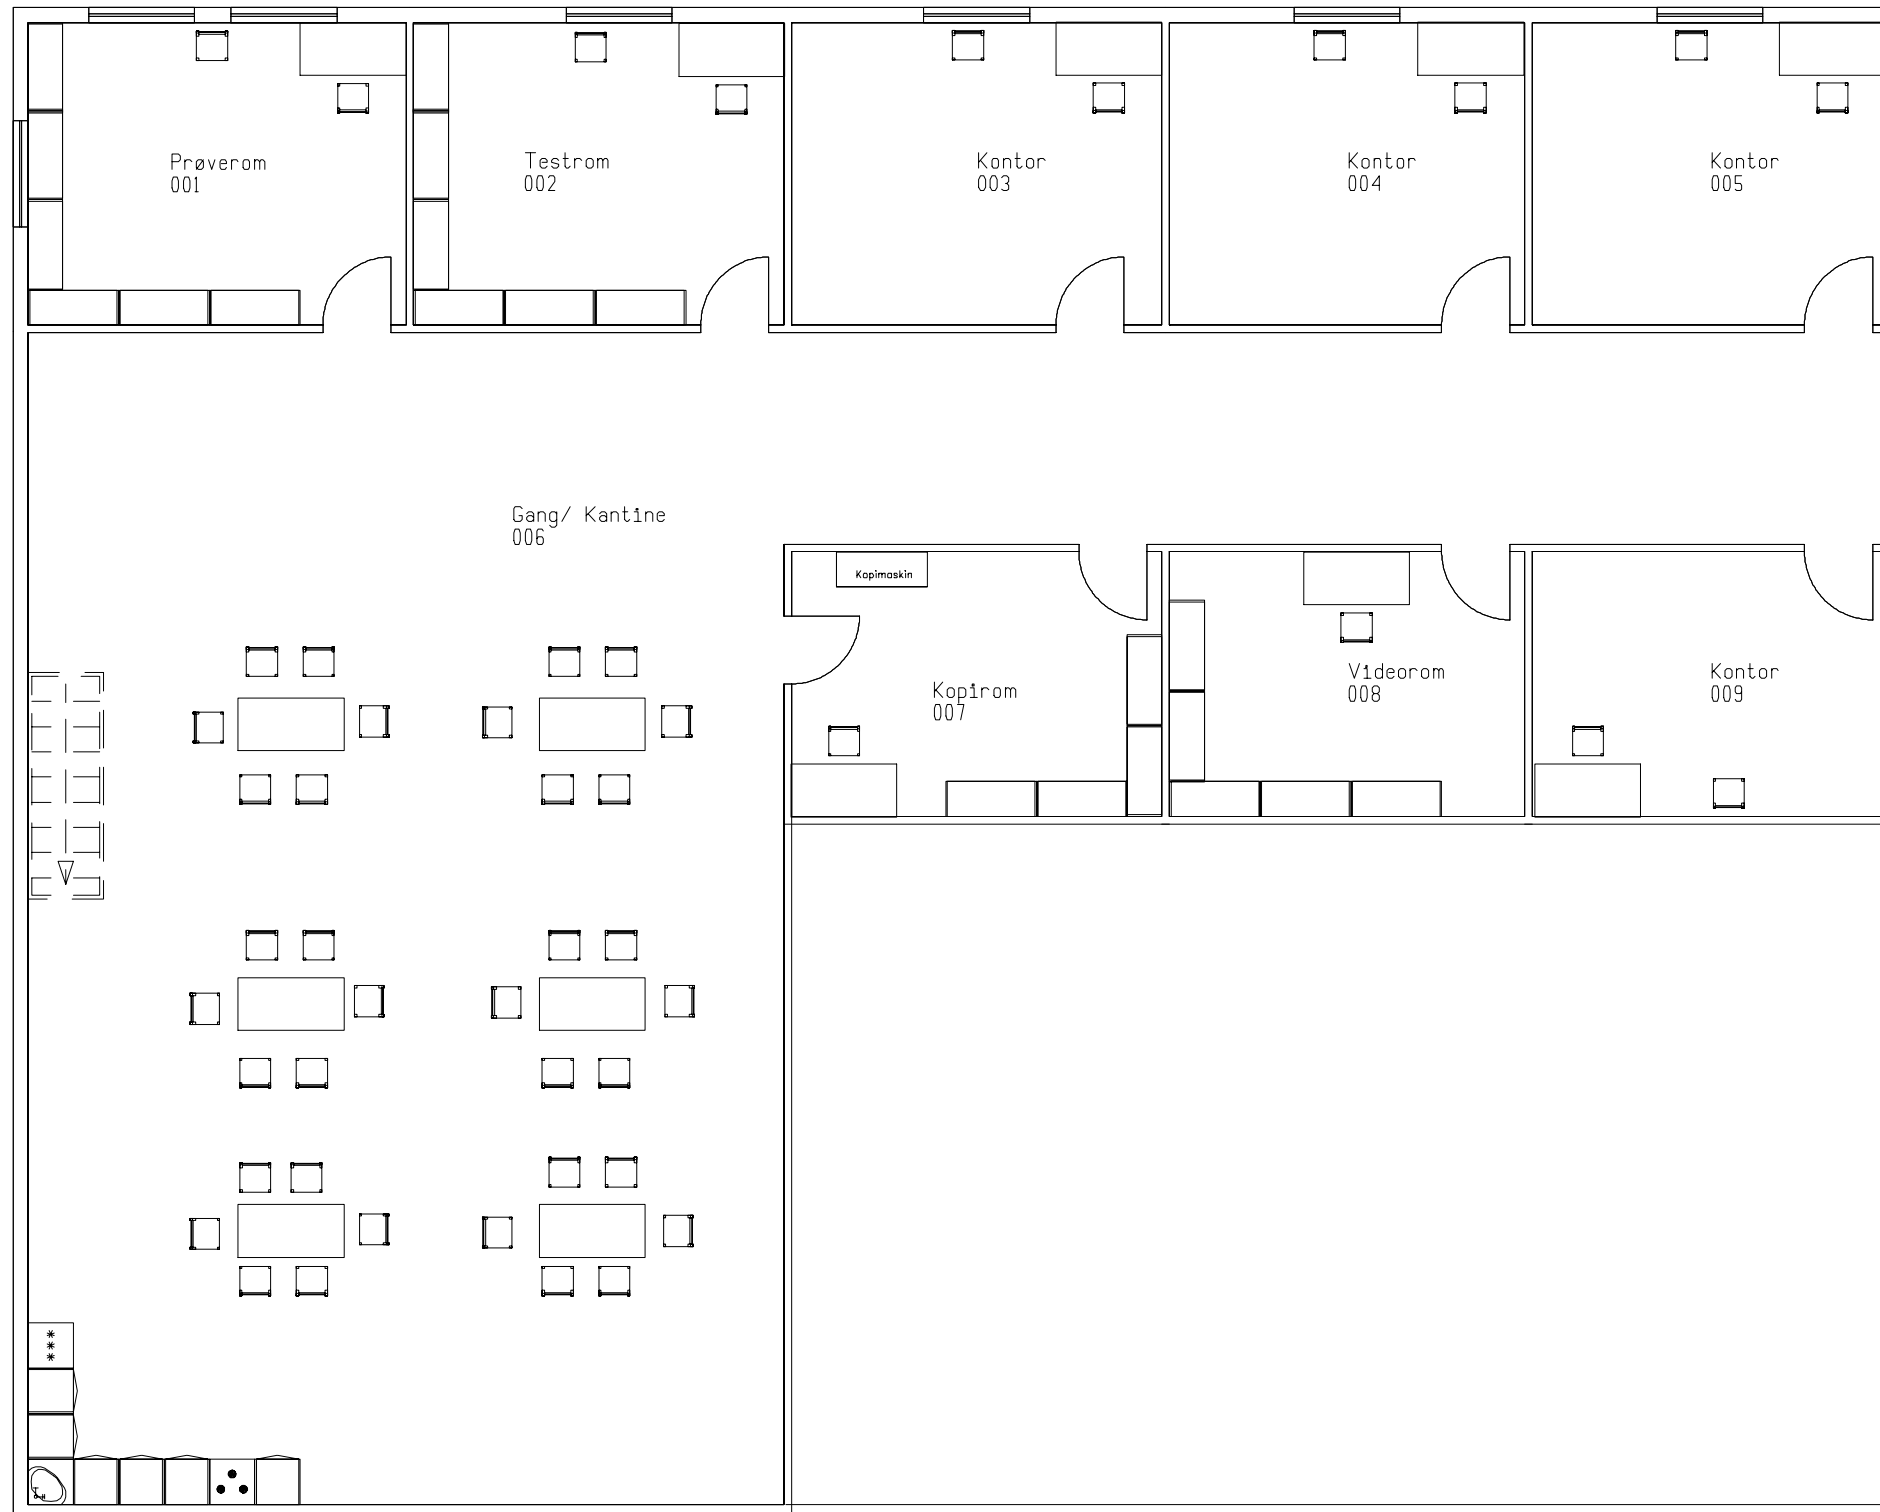 Prøverom
001
Testrom
002
Kontor
003
Kontor
004
Kontor
005
Gang/ Kantine
006
Kopimaskin
Kopirom
007
Videorom
008
Kontor
009